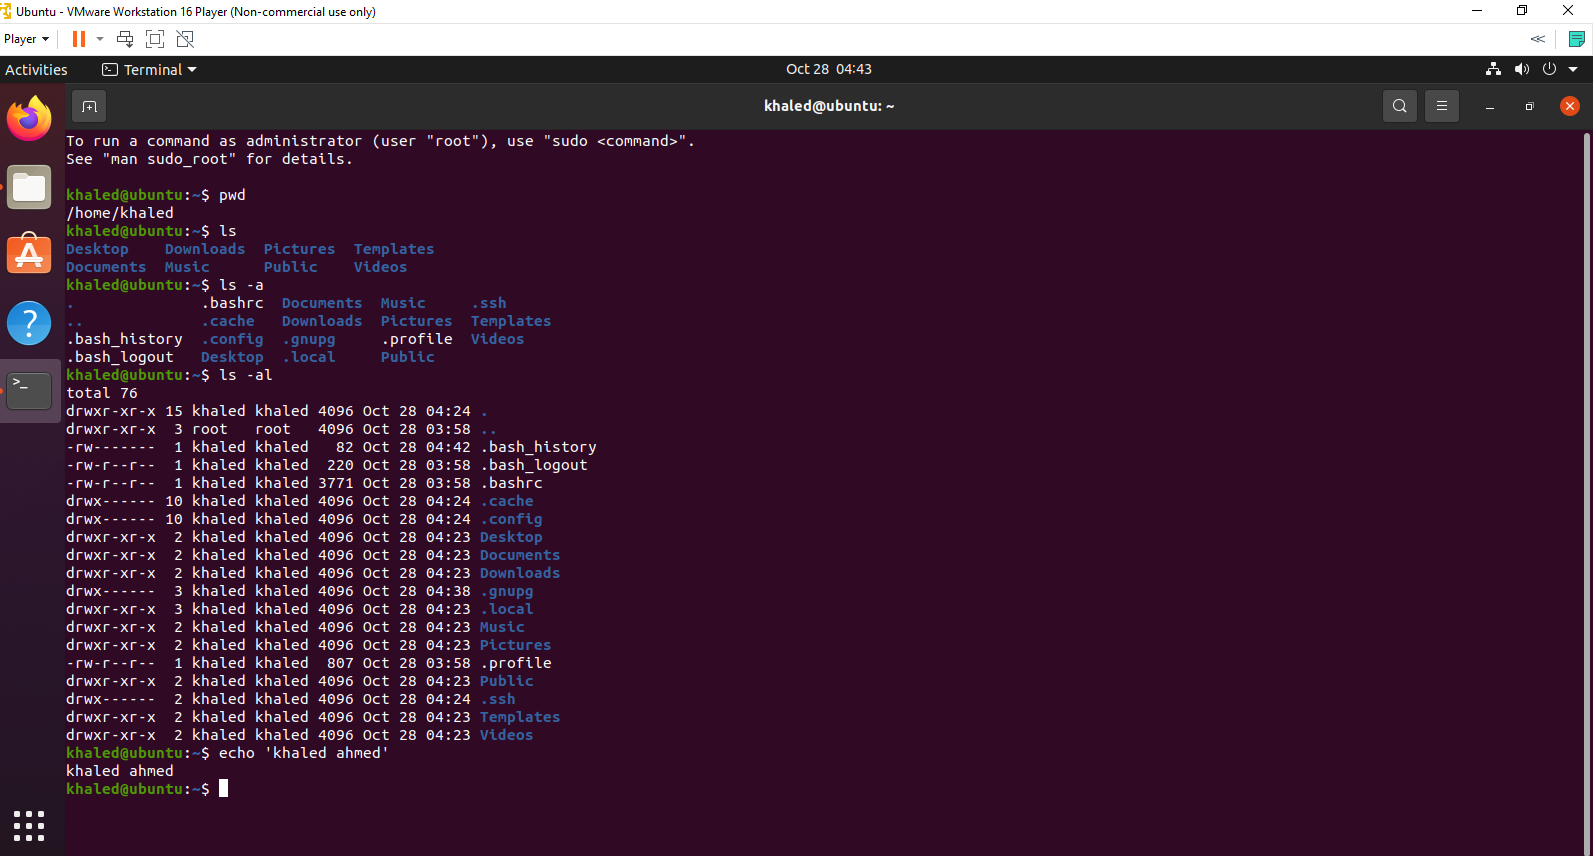 Ubuntu - VMware Workstation 16 Player (Non-commercial use only)
Player
Activities Terminal Oct 28 04:43
khaled@ubuntu: ~
To run a command as administrator (user "root"), use "sudo <command>".
See "man sudo_root" for details.
khaled@ubuntu:~$ pwd
/home/khaled
khaled@ubuntu:~$ ls
Desktop    Downloads  Pictures  Templates
Documents  Music      Public    Videos
khaled@ubuntu:~$ ls -a
.              .bashrc  Documents  Music     .ssh
..             .cache   Downloads  Pictures  Templates
.bash_history  .config  .gnupg     .profile  Videos
.bash_logout   Desktop  .local     Public
khaled@ubuntu:~$ ls -al
total 76
drwxr-xr-x 15 khaled khaled 4096 Oct 28 04:24 .
drwxr-xr-x  3 root   root   4096 Oct 28 03:58 ..
-rw-------  1 khaled khaled   82 Oct 28 04:42 .bash_history
-rw-r--r--  1 khaled khaled  220 Oct 28 03:58 .bash_logout
-rw-r--r--  1 khaled khaled 3771 Oct 28 03:58 .bashrc
drwx------ 10 khaled khaled 4096 Oct 28 04:24 .cache
drwx------ 10 khaled khaled 4096 Oct 28 04:24 .config
drwxr-xr-x  2 khaled khaled 4096 Oct 28 04:23 Desktop
drwxr-xr-x  2 khaled khaled 4096 Oct 28 04:23 Documents
drwxr-xr-x  2 khaled khaled 4096 Oct 28 04:23 Downloads
drwx------  3 khaled khaled 4096 Oct 28 04:38 .gnupg
drwxr-xr-x  3 khaled khaled 4096 Oct 28 04:23 .local
drwxr-xr-x  2 khaled khaled 4096 Oct 28 04:23 Music
drwxr-xr-x  2 khaled khaled 4096 Oct 28 04:23 Pictures
-rw-r--r--  1 khaled khaled  807 Oct 28 03:58 .profile
drwxr-xr-x  2 khaled khaled 4096 Oct 28 04:23 Public
drwx------  2 khaled khaled 4096 Oct 28 04:24 .ssh
drwxr-xr-x  2 khaled khaled 4096 Oct 28 04:23 Templates
drwxr-xr-x  2 khaled khaled 4096 Oct 28 04:23 Videos
khaled@ubuntu:~$ echo 'khaled ahmed'
khaled ahmed
khaled@ubuntu:~$